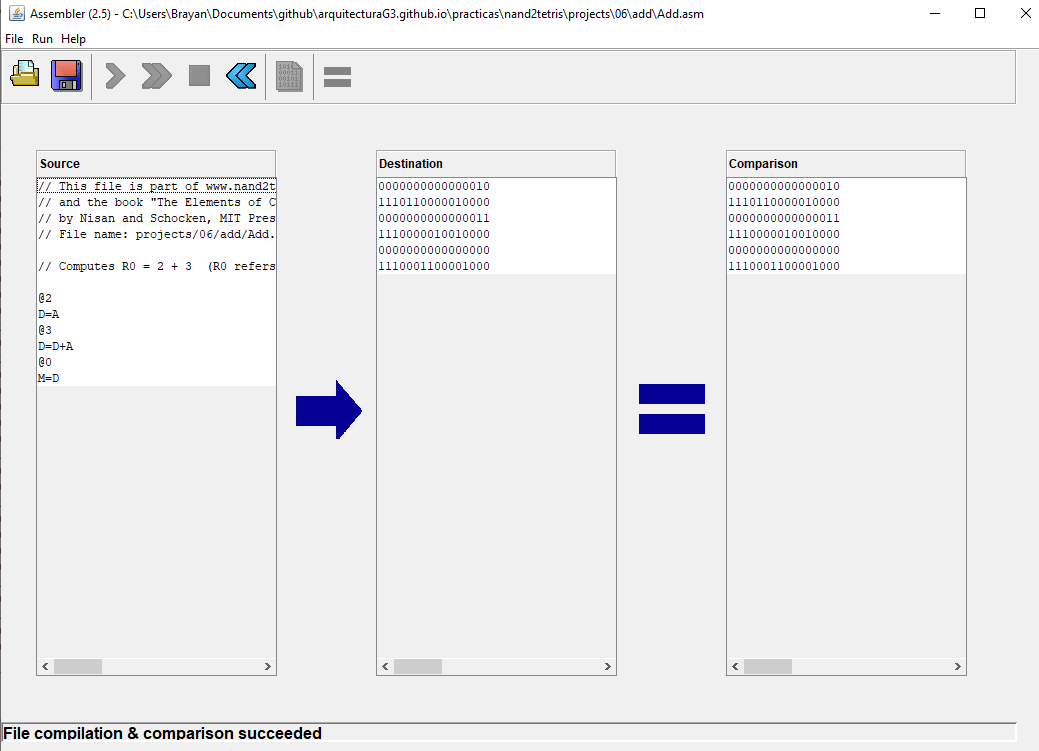 Assembler (2.5) - C:\Users\Brayan\Documents\github\arquitecturaG3.github.io\practicas\nand2tetris\projects\06\add\Add.asm
File Run Help
Source
// This file is part of www.nand2t
// and the book "The Elements of C
// by Nisan and Schocken, MIT Pres
// File name: projects/06/add/Add.
// Computes R0 = 2 + 3  (R0 refers
@2
D=A
@3
D=D+A
@0
M=D
Destination
0000000000000010
1110110000010000
0000000000000011
1110000010010000
0000000000000000
1110001100001000
Comparison
0000000000000010
1110110000010000
0000000000000011
1110000010010000
0000000000000000
1110001100001000
File compilation & comparison succeeded